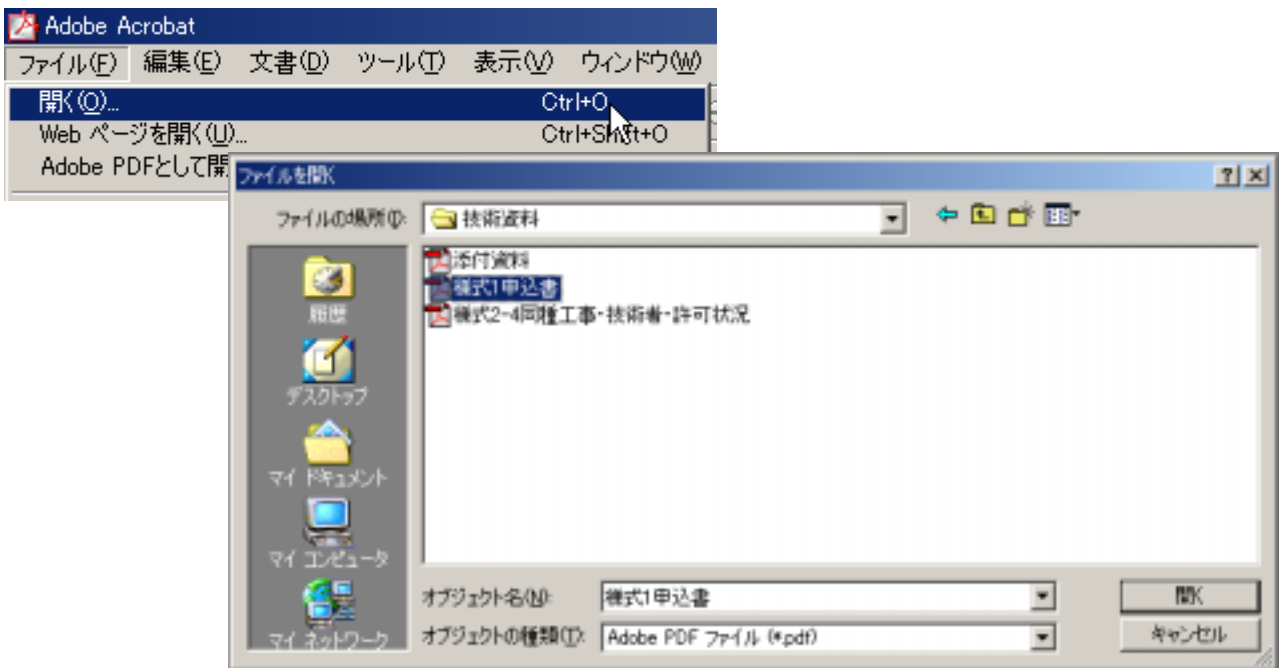 Adobe Acrobat
ファイル(F) 編集(E) 文書(D) ツール(T) 表示(V) ウィンドウ(W)
開く(O)... Ctrl+O
Web ページを開く(U)... Ctrl+Shift+O
Adobe PDFとして開
ファイルを開く
ファイルの場所(I): 技術資料
添付資料
様式1申込書
様式2-4同種工事・技術者・許可状況
履歴
デスクトップ
マイ ドキュメント
マイ コンピュータ
マイ ネットワーク
オブジェクト名(N): 様式1申込書 開く
オブジェクトの種類(T): Adobe PDF ファイル (*.pdf) キャンセル